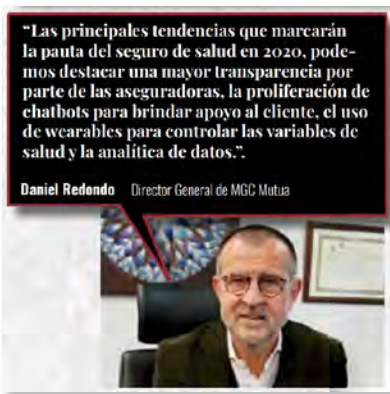 “Las principales tendencias que marcarán
la pauta del seguro de salud en 2020, pode-
mos destacar una mayor transparencia por
parte de las aseguradoras, la proliferación de
chatbots para brindar apoyo al cliente, el uso
de wearables para controlar las variables de
salud y la analítica de datos.”.
Daniel Redondo Director General de MGC Mutua